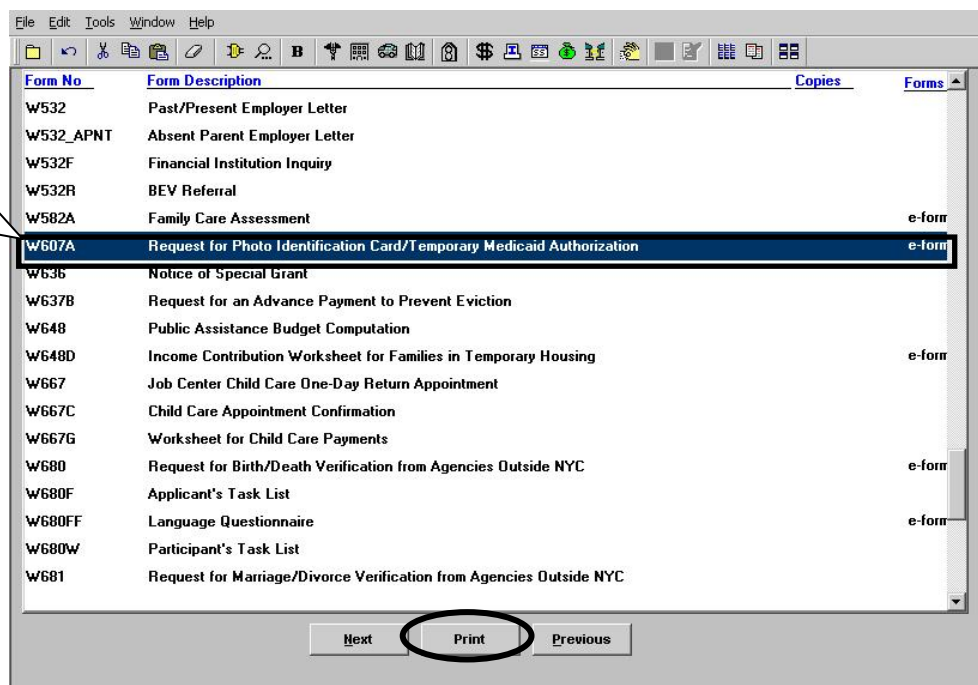 File Edit Tools Window Help
B $ SS
Form No Form Description Copies Forms
W532 Past/Present Employer Letter
W532_APNT Absent Parent Employer Letter
W532F Financial Institution Inquiry
W532R BEV Referral
W582A Family Care Assessment e-form
W607A Request for Photo Identification Card/Temporary Medicaid Authorization e-form
W636 Notice of Special Grant
W637B Request for an Advance Payment to Prevent Eviction
W648 Public Assistance Budget Computation
W648D Income Contribution Worksheet for Families in Temporary Housing e-form
W667 Job Center Child Care One-Day Return Appointment
W667C Child Care Appointment Confirmation
W667G Worksheet for Child Care Payments
W680 Request for Birth/Death Verification from Agencies Outside NYC e-form
W680F Applicant's Task List
W680FF Language Questionnaire e-form
W680W Participant's Task List
W681 Request for Marriage/Divorce Verification from Agencies Outside NYC
Next Print Previous